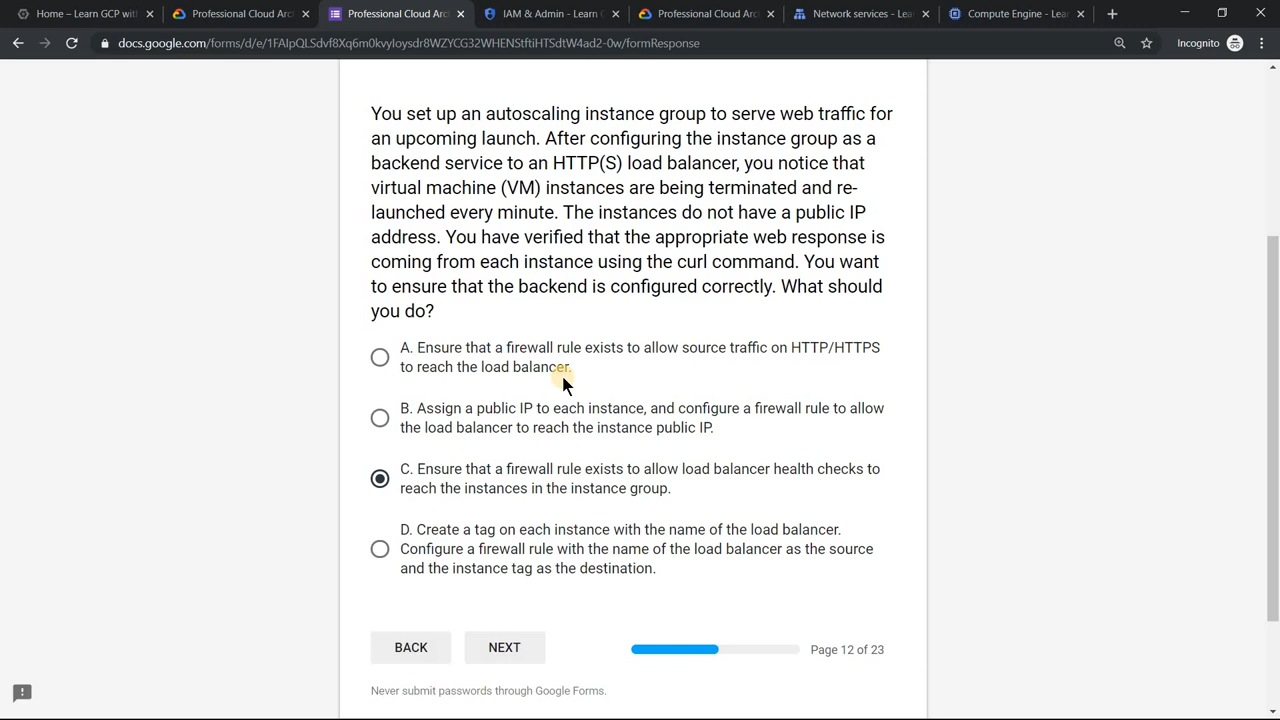 Home – Learn GCP wit
Professional Cloud Arc
Professional Cloud Arc
IAM & Admin - Learn G
Professional Cloud Arc
Network services - Lea
Compute Engine - Lear
docs.google.com/forms/d/e/1FAIpQLSdvf8Xq6m0kvyloysdr8WZYCG32WHENStftiHTSdtW4ad2-0w/formResponse
Incognito
You set up an autoscaling instance group to serve web traffic for
an upcoming launch. After configuring the instance group as a
backend service to an HTTP(S) load balancer, you notice that
virtual machine (VM) instances are being terminated and re-
launched every minute. The instances do not have a public IP
address. You have verified that the appropriate web response is
coming from each instance using the curl command. You want
to ensure that the backend is configured correctly. What should
you do?
A. Ensure that a firewall rule exists to allow source traffic on HTTP/HTTPS
to reach the load balancer.
B. Assign a public IP to each instance, and configure a firewall rule to allow
the load balancer to reach the instance public IP.
C. Ensure that a firewall rule exists to allow load balancer health checks to
reach the instances in the instance group.
D. Create a tag on each instance with the name of the load balancer.
Configure a firewall rule with the name of the load balancer as the source
and the instance tag as the destination.
BACK
NEXT
Page 12 of 23
Never submit passwords through Google Forms.